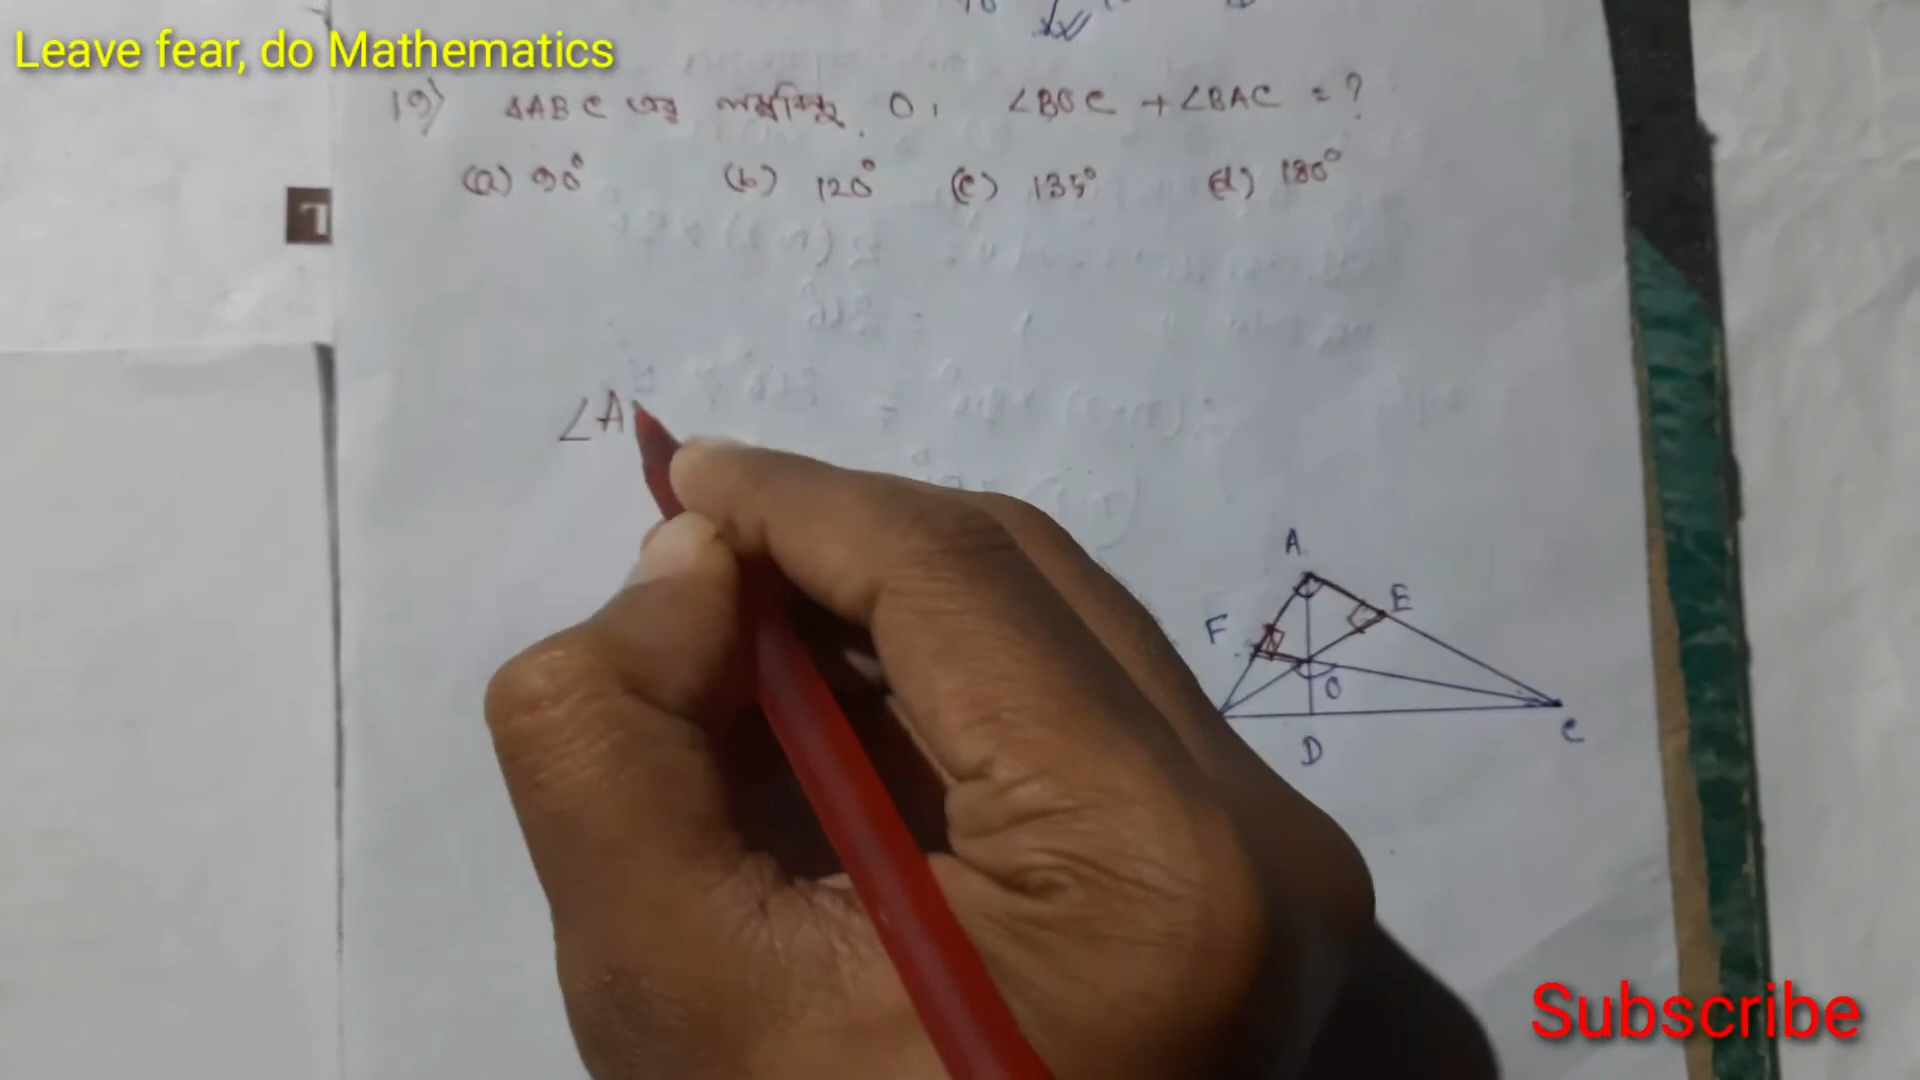 Leave fear, do Mathematics
19) ΔABC এর লম্ববিন্দু O, ∠BOC + ∠BAC = ?
(a) 90° (b) 120° (c) 135° (d) 180°
∠A
A
E
F
O
C
D
Subscribe